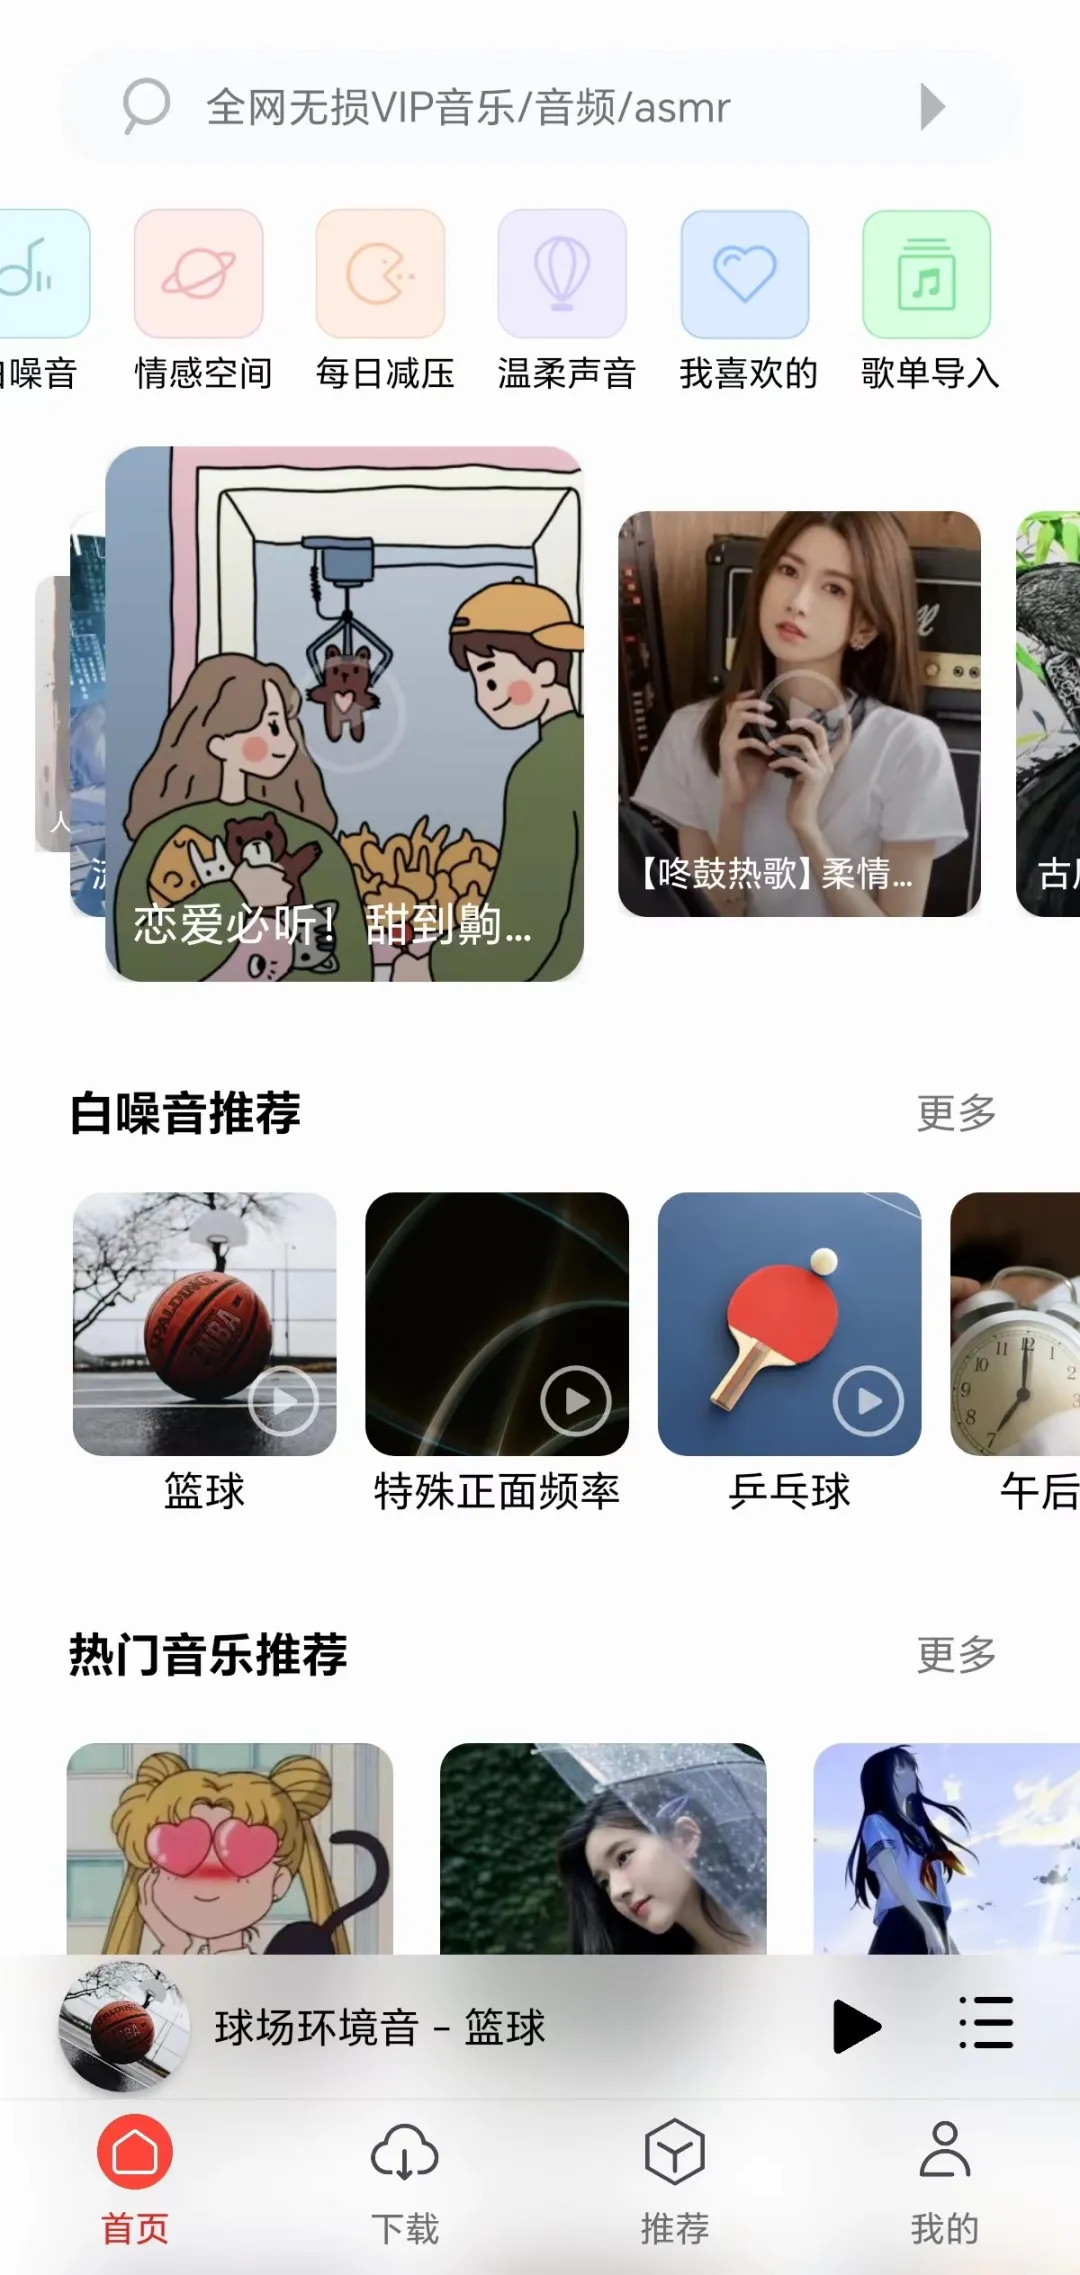 全网无损VIP音乐/音频/asmr
白噪音
情感空间
每日减压
温柔声音
我喜欢的
歌单导入
人
恋爱必听！甜到齁...
【咚鼓热歌】柔情...
白噪音推荐
更多
SPALDING
NBA
篮球
特殊正面频率
乒乓球
午后
热门音乐推荐
更多
球场环境音 - 篮球
首页
下载
推荐
我的